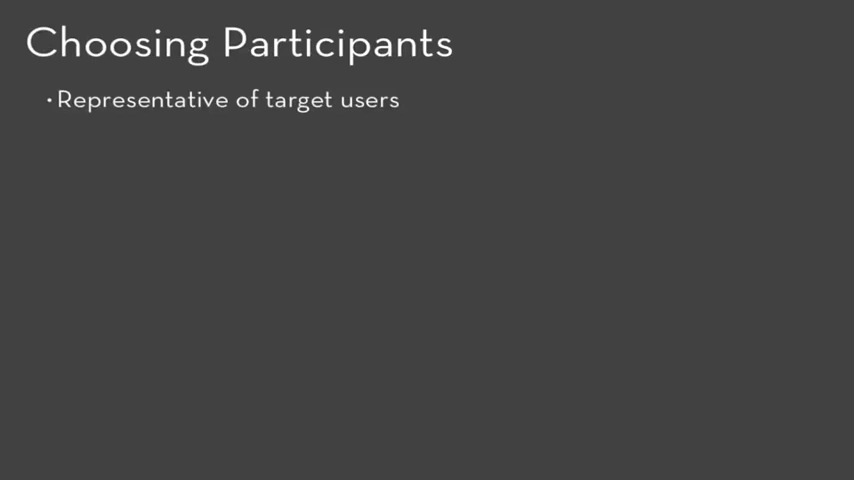 Choosing Participants
• Representative of target users